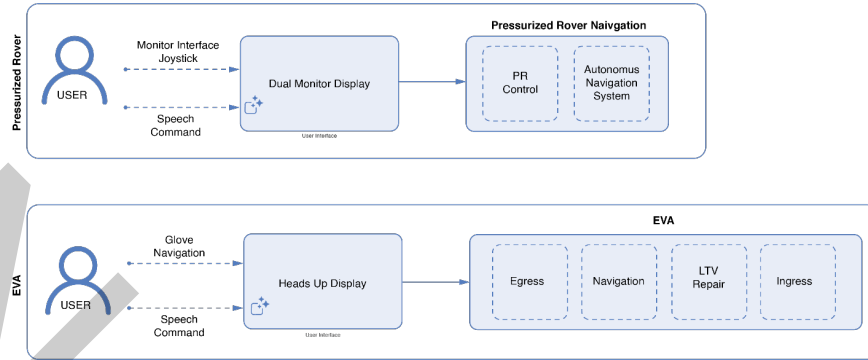 Pressurized Rover
USER
Monitor Interface
Joystick
Speech
Command
Dual Monitor Display
User Interface
Pressurized Rover Naivgation
PR
Control
Autonomus
Navigation
System
EVA
USER
Glove
Navigation
Speech
Command
Heads Up Display
User Interface
EVA
Egress
Navigation
LTV
Repair
Ingress